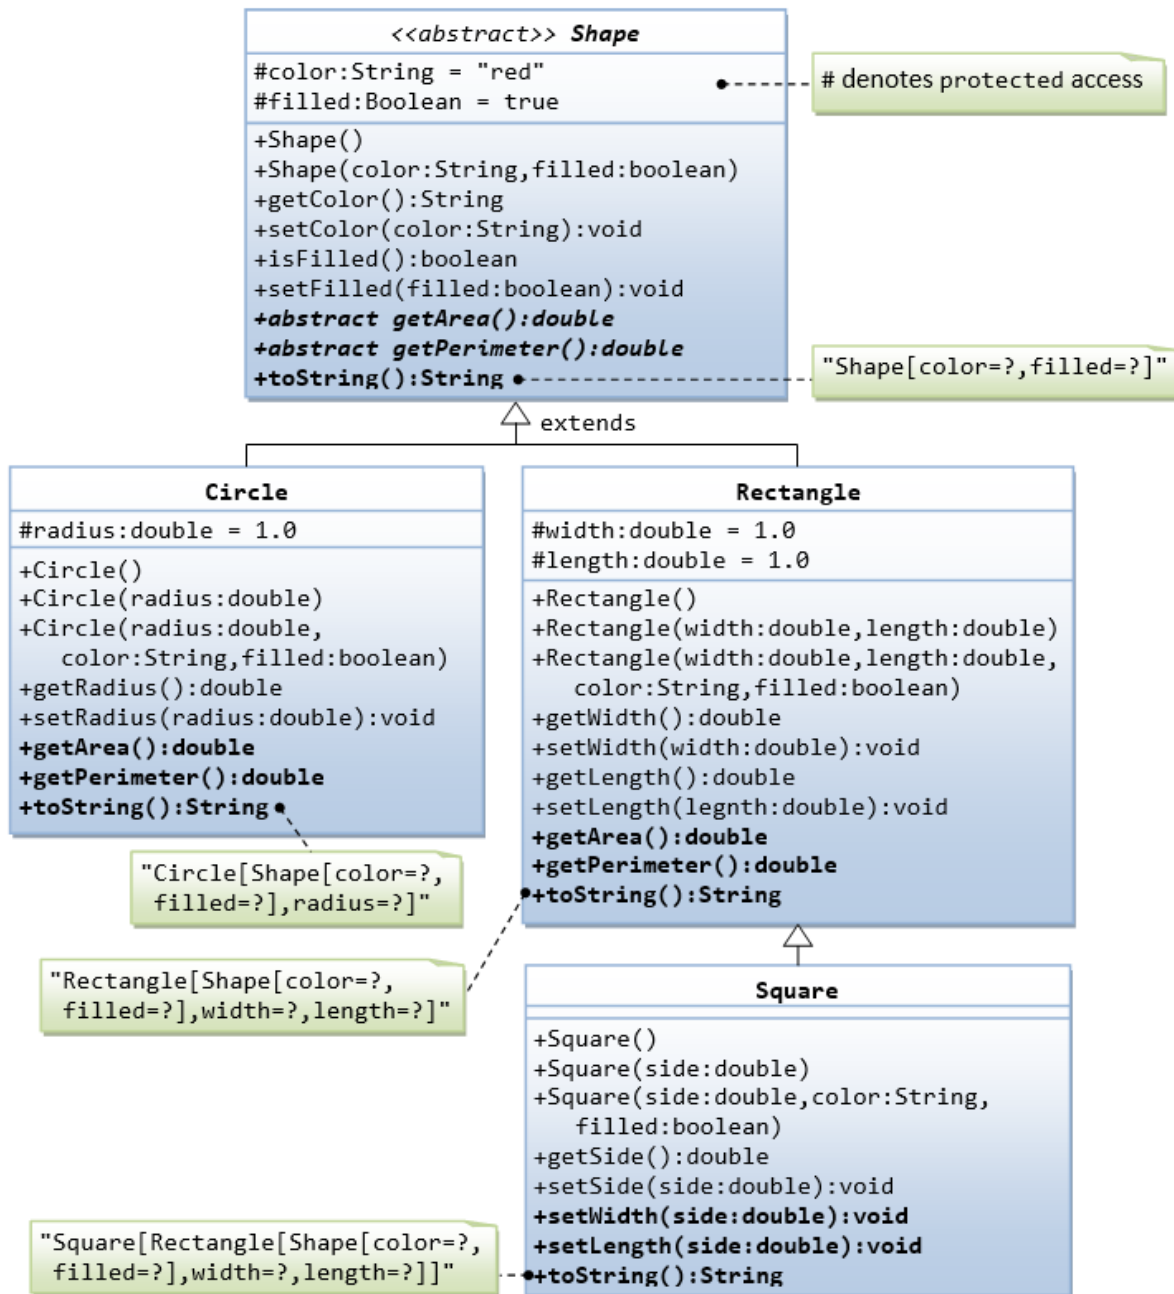 <<abstract>> Shape
#color:String = "red"
#filled:Boolean = true
# denotes protected access
+Shape()
+Shape(color:String,filled:boolean)
+getColor():String
+setColor(color:String):void
+isFilled():boolean
+setFilled(filled:boolean):void
+abstract getArea():double
+abstract getPerimeter():double
+toString():String
"Shape[color=?,filled=?]"
extends
Circle
#radius:double = 1.0
+Circle()
+Circle(radius:double)
+Circle(radius:double,
color:String,filled:boolean)
+getRadius():double
+setRadius(radius:double):void
+getArea():double
+getPerimeter():double
+toString():String
"Circle[Shape[color=?,
filled=?],radius=?]"
Rectangle
#width:double = 1.0
#length:double = 1.0
+Rectangle()
+Rectangle(width:double,length:double)
+Rectangle(width:double,length:double,
color:String,filled:boolean)
+getWidth():double
+setWidth(width:double):void
+getLength():double
+setLength(legnth:double):void
+getArea():double
+getPerimeter():double
+toString():String
"Rectangle[Shape[color=?,
filled=?],width=?,length=?]"
Square
+Square()
+Square(side:double)
+Square(side:double,color:String,
filled:boolean)
+getSide():double
+setSide(side:double):void
+setWidth(side:double):void
+setLength(side:double):void
+toString():String
"Square[Rectangle[Shape[color=?,
filled=?],width=?,length=?]]"